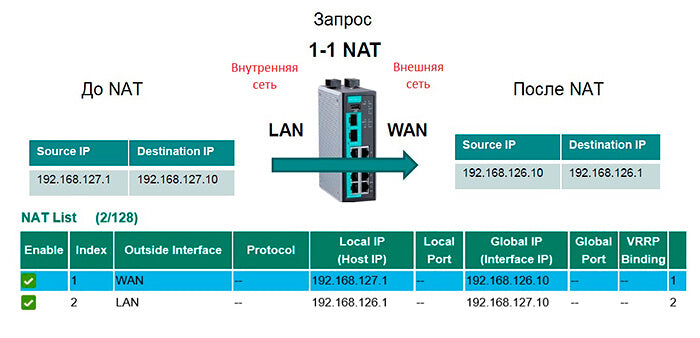 Запрос
1-1 NAT
Внутренняя сеть
Внешняя сеть
До NAT
После NAT
LAN
WAN
Source IP Destination IP
192.168.127.1 192.168.127.10
Source IP Destination IP
192.168.126.10 192.168.126.1
NAT List (2/128)
Enable Index Outside Interface Protocol Local IP (Host IP) Local Port Global IP (Interface IP) Global Port VRRP Binding
1 WAN -- 192.168.127.1 -- 192.168.126.10 -- -- 1
2 LAN -- 192.168.126.1 -- 192.168.127.10 -- -- 2